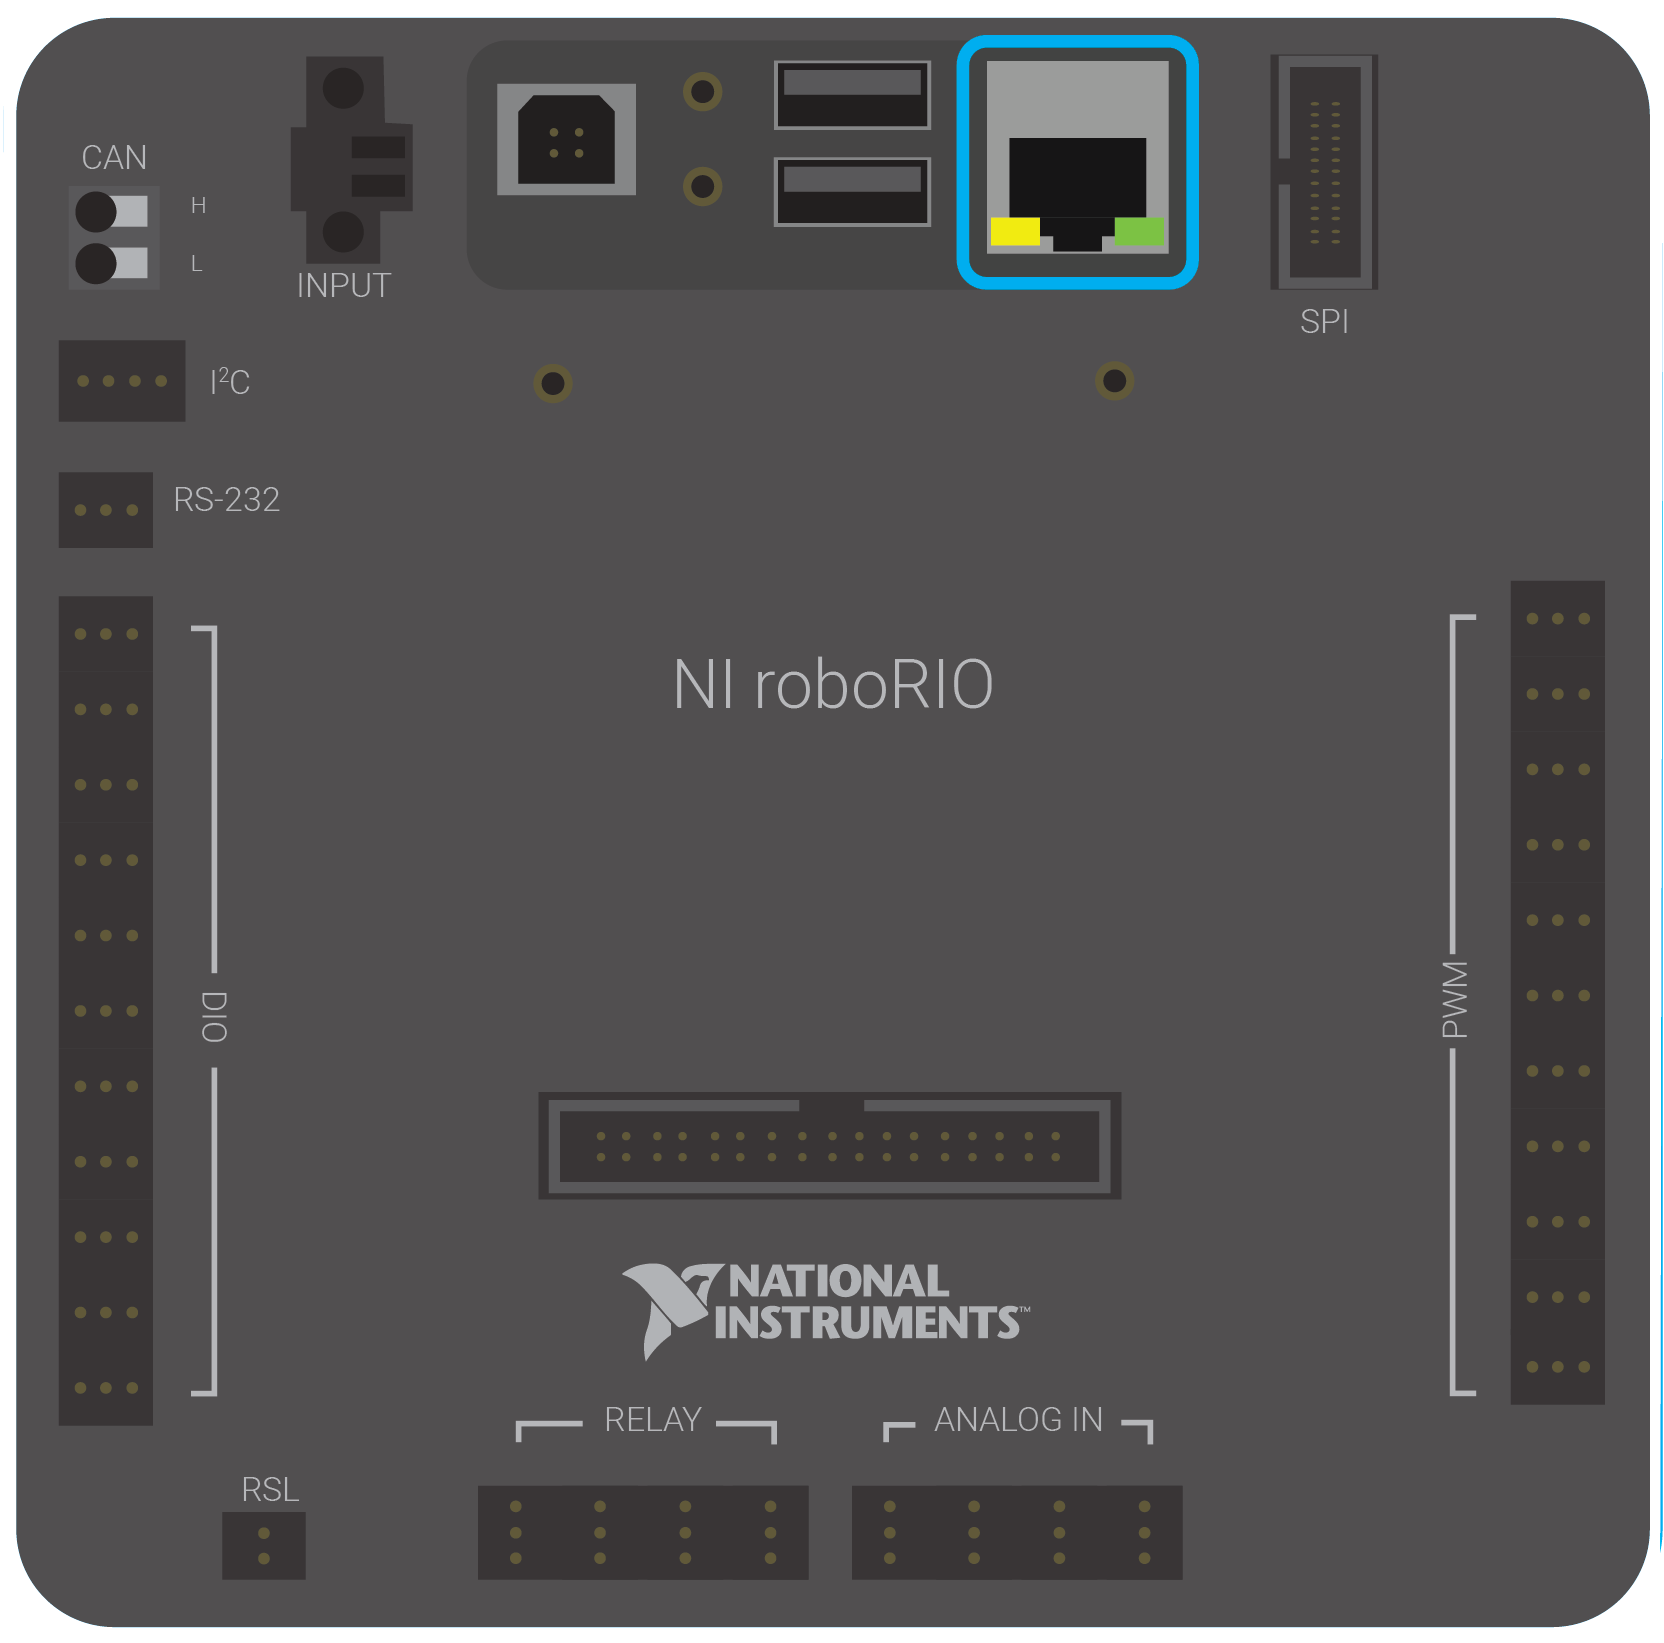 CAN
H
L
INPUT
SPI
I²C
RS-232
NI roboRIO
DIO
PWM
NATIONAL
INSTRUMENTS™
RELAY
ANALOG IN
RSL